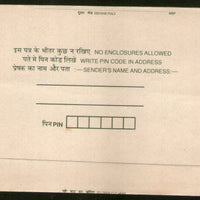 इस पत्र के भीतर कुछ न रखिए NO ENCLOSURES ALLOWED
पते में पिन कोड लिखें WRITE PIN CODE IN ADDRESS
प्रेषक का नाम और पता :—SENDER'S NAME AND ADDRESS:—
पिन PIN